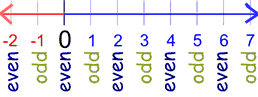 -2 -1 0 1 2 3 4 5 6 7
even odd even odd even odd even odd even odd